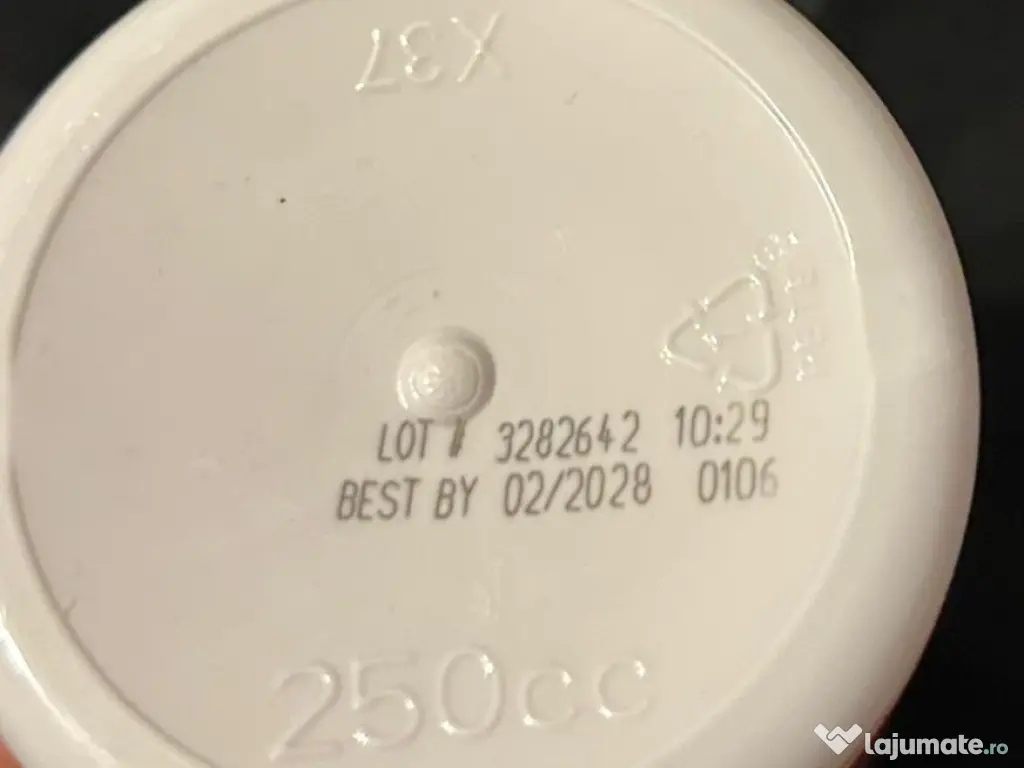 X37
LOT # 3282642 10:29
BEST BY 02/2028 0106
250cc
lajumate.ro